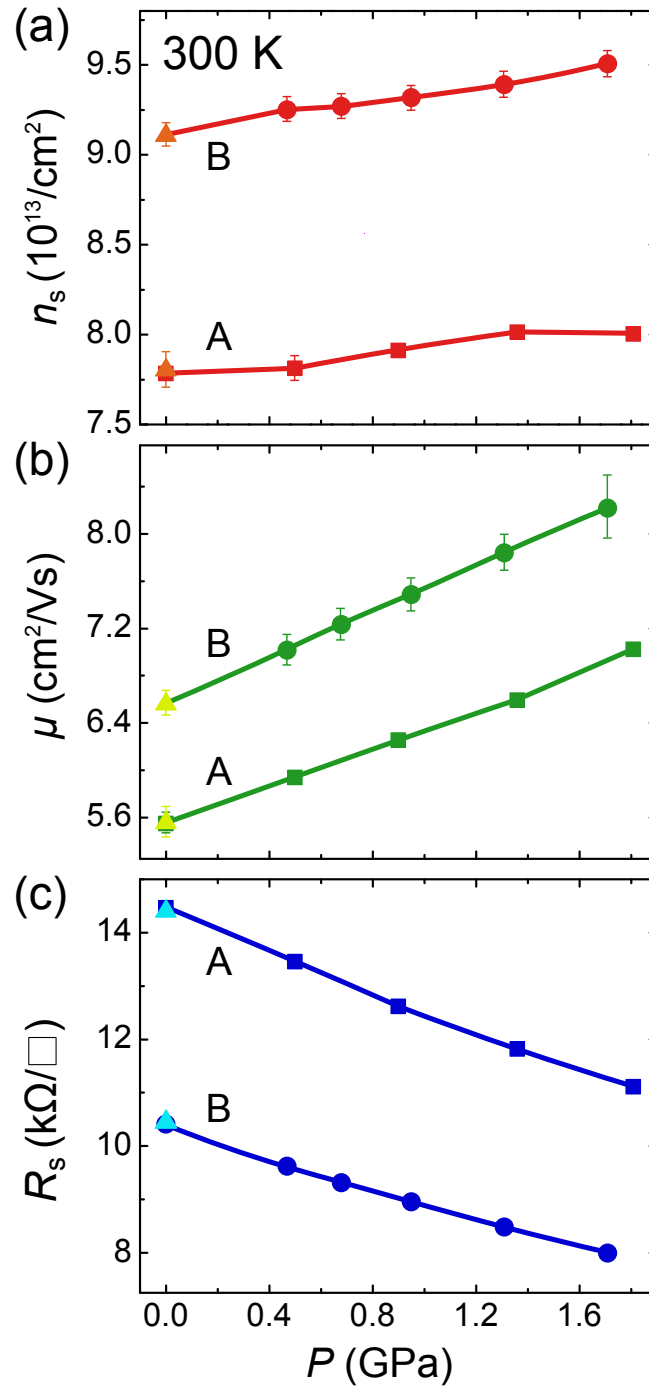 (a)
300 K
9.5
9.0
8.5
8.0
7.5
n_s (10^13/cm^2)
B
A
(b)
8.0
7.2
6.4
5.6
μ (cm^2/Vs)
B
A
(c)
14
12
10
8
R_s (kΩ/□)
A
B
0.0 0.4 0.8 1.2 1.6
P (GPa)